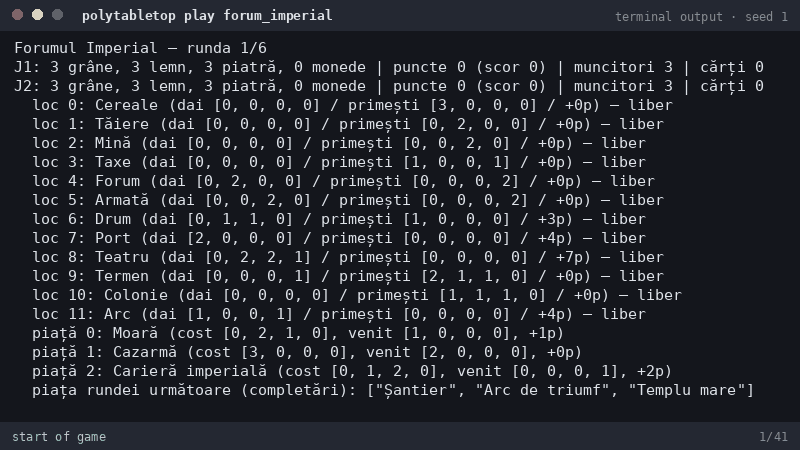 polytabletop play forum_imperial
terminal output · seed 1
Forumul Imperial — runda 1/6
J1: 3 grâne, 3 lemn, 3 piatră, 0 monede | puncte 0 (scor 0) | muncitori 3 | cărți 0
J2: 3 grâne, 3 lemn, 3 piatră, 0 monede | puncte 0 (scor 0) | muncitori 3 | cărți 0
loc 0: Cereale (dai [0, 0, 0, 0] / primești [3, 0, 0, 0] / +0p) — liber
loc 1: Tăiere (dai [0, 0, 0, 0] / primești [0, 2, 0, 0] / +0p) — liber
loc 2: Mină (dai [0, 0, 0, 0] / primești [0, 0, 2, 0] / +0p) — liber
loc 3: Taxe (dai [0, 0, 0, 0] / primești [1, 0, 0, 1] / +0p) — liber
loc 4: Forum (dai [0, 2, 0, 0] / primești [0, 0, 0, 2] / +0p) — liber
loc 5: Armată (dai [0, 0, 2, 0] / primești [0, 0, 0, 2] / +0p) — liber
loc 6: Drum (dai [0, 1, 1, 0] / primești [1, 0, 0, 0] / +3p) — liber
loc 7: Port (dai [2, 0, 0, 0] / primești [0, 0, 0, 0] / +4p) — liber
loc 8: Teatru (dai [0, 2, 2, 1] / primești [0, 0, 0, 0] / +7p) — liber
loc 9: Termen (dai [0, 0, 0, 1] / primești [2, 1, 1, 0] / +0p) — liber
loc 10: Colonie (dai [0, 0, 0, 0] / primești [1, 1, 1, 0] / +0p) — liber
loc 11: Arc (dai [1, 0, 0, 1] / primești [0, 0, 0, 0] / +4p) — liber
piață 0: Moară (cost [0, 2, 1, 0], venit [1, 0, 0, 0], +1p)
piață 1: Cazarmă (cost [3, 0, 0, 0], venit [2, 0, 0, 0], +0p)
piață 2: Carieră imperială (cost [0, 1, 2, 0], venit [0, 0, 0, 1], +2p)
piața rundei următoare (completări): ["Șantier", "Arc de triumf", "Templu mare"]
start of game
1/41